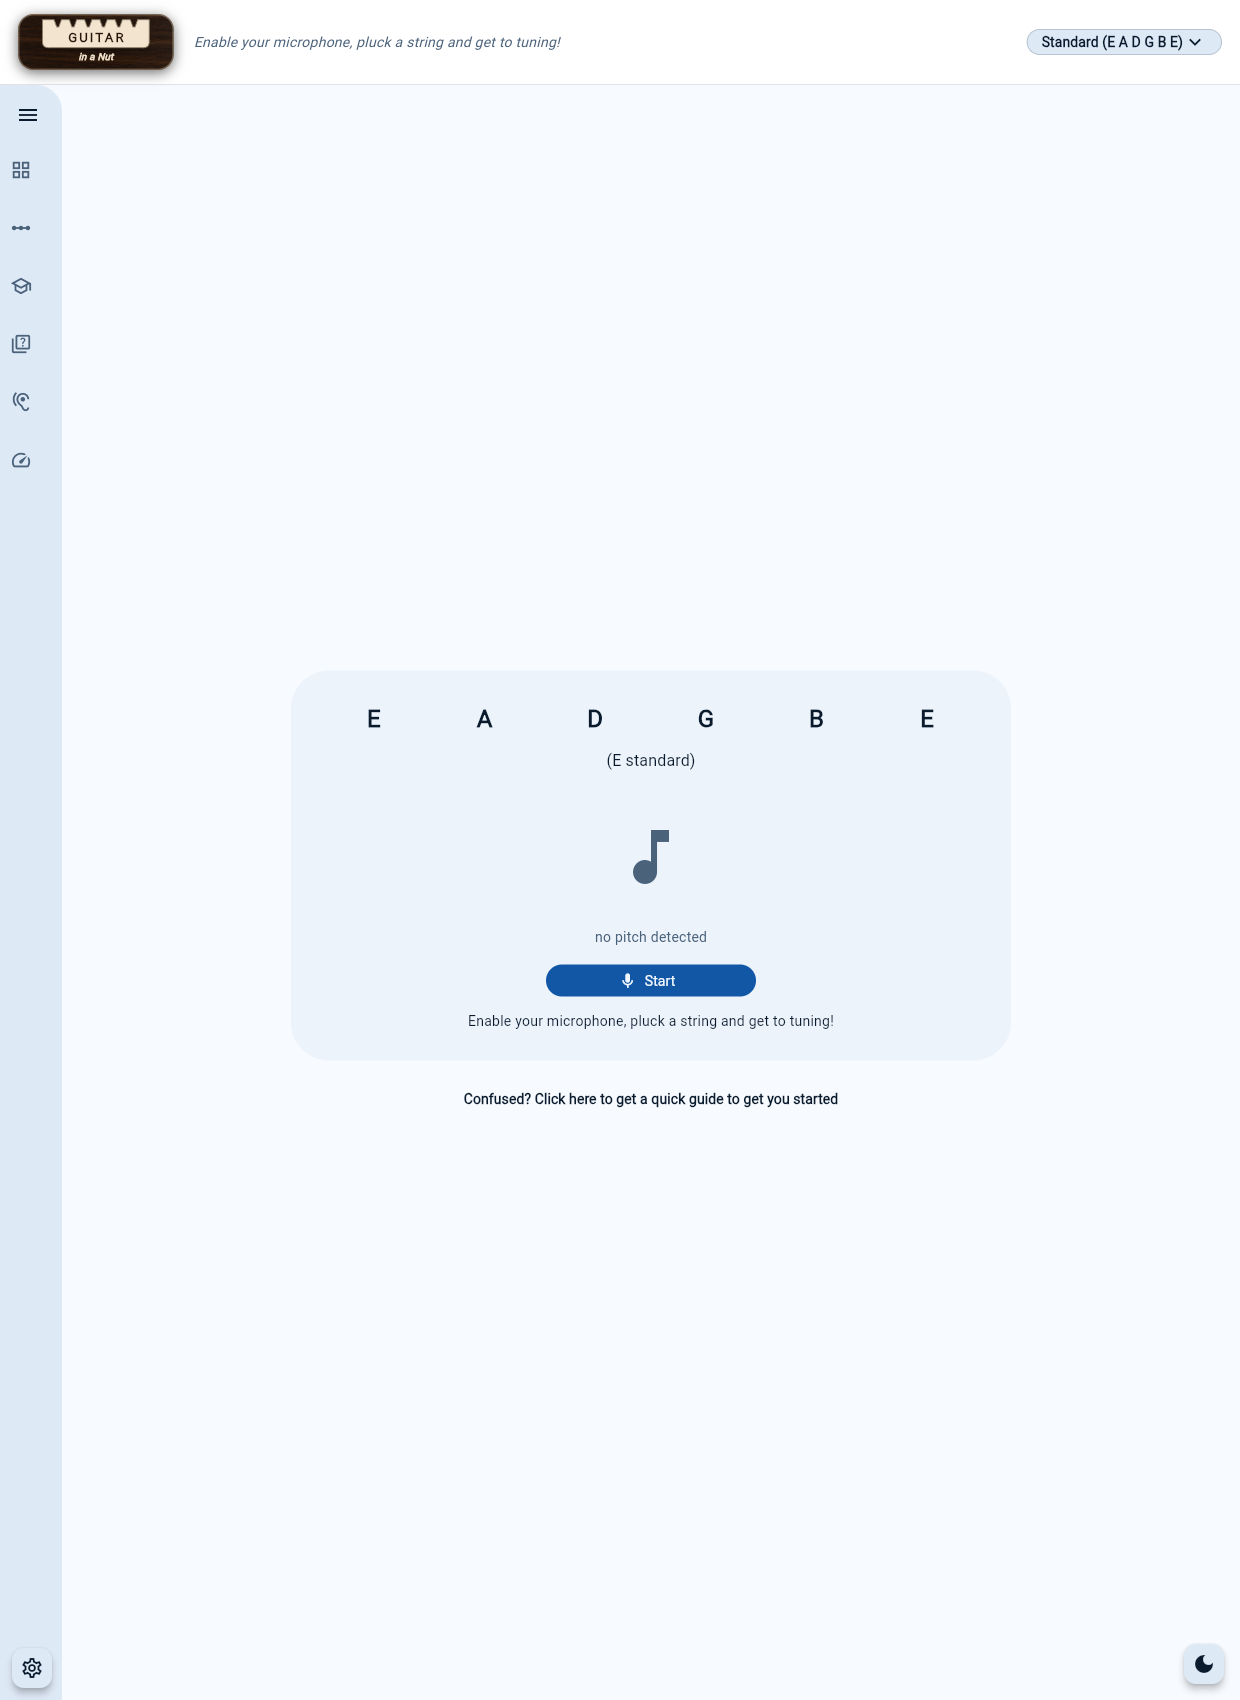 GUITAR
in a Nut
Enable your microphone, pluck a string and get to tuning!
Standard (E A D G B E)
E A D G B E
(E standard)
no pitch detected
Start
Enable your microphone, pluck a string and get to tuning!
Confused? Click here to get a quick guide to get you started